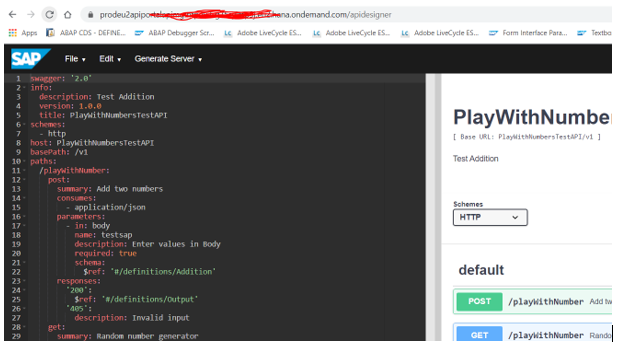 prodeu2apiport hana.ondemand.com/apidesigner
Apps ABAP CDS - DEFINE... ABAP Debugger Scr... Adobe LiveCycle ES... Adobe LiveCycle ES... Adobe LiveCycle ES... Form Interface Para... Textbo
SAP File Edit Generate Server
1 swagger: '2.0'
2 info:
3 description: Test Addition
4 version: 1.0.0
5 title: PlayWithNumbersTestAPI
6 schemes:
7 - http
8 host: PlayWithNumbersTestAPI
9 basePath: /v1
10 paths:
11 /playWithNumber:
12 post:
13 summary: Add two numbers
14 consumes:
15 - application/json
16 parameters:
17 - in: body
18 name: testsap
19 description: Enter values in Body
20 required: true
21 schema:
22 $ref: '#/definitions/Addition'
23 responses:
24 '200':
25 $ref: '#/definitions/Output'
26 '405':
27 description: Invalid input
28 get:
29 summary: Random number generator
PlayWithNumbe
[ Base URL: PlayWithNumbersTestAPI/v1 ]
Test Addition
Schemes
HTTP
default
POST /playWithNumber Add tw
GET /playWithNumber Rando